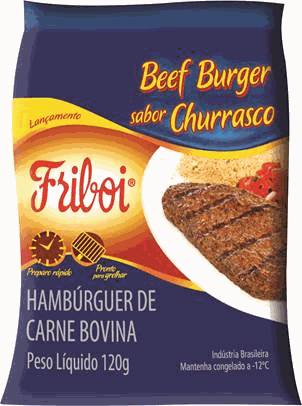 Beef Burger
sabor Churrasco
Lançamento
Friboi®
Preparo rápido
Pronto
para grelhar
HAMBÚRGUER DE
CARNE BOVINA
Peso Líquido 120g
Indústria Brasileira
Mantenha congelado a -12ºC